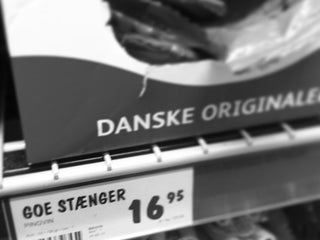 DANSKE ORIGINALE
GOE STÆNGER
PINGVIN
16 95